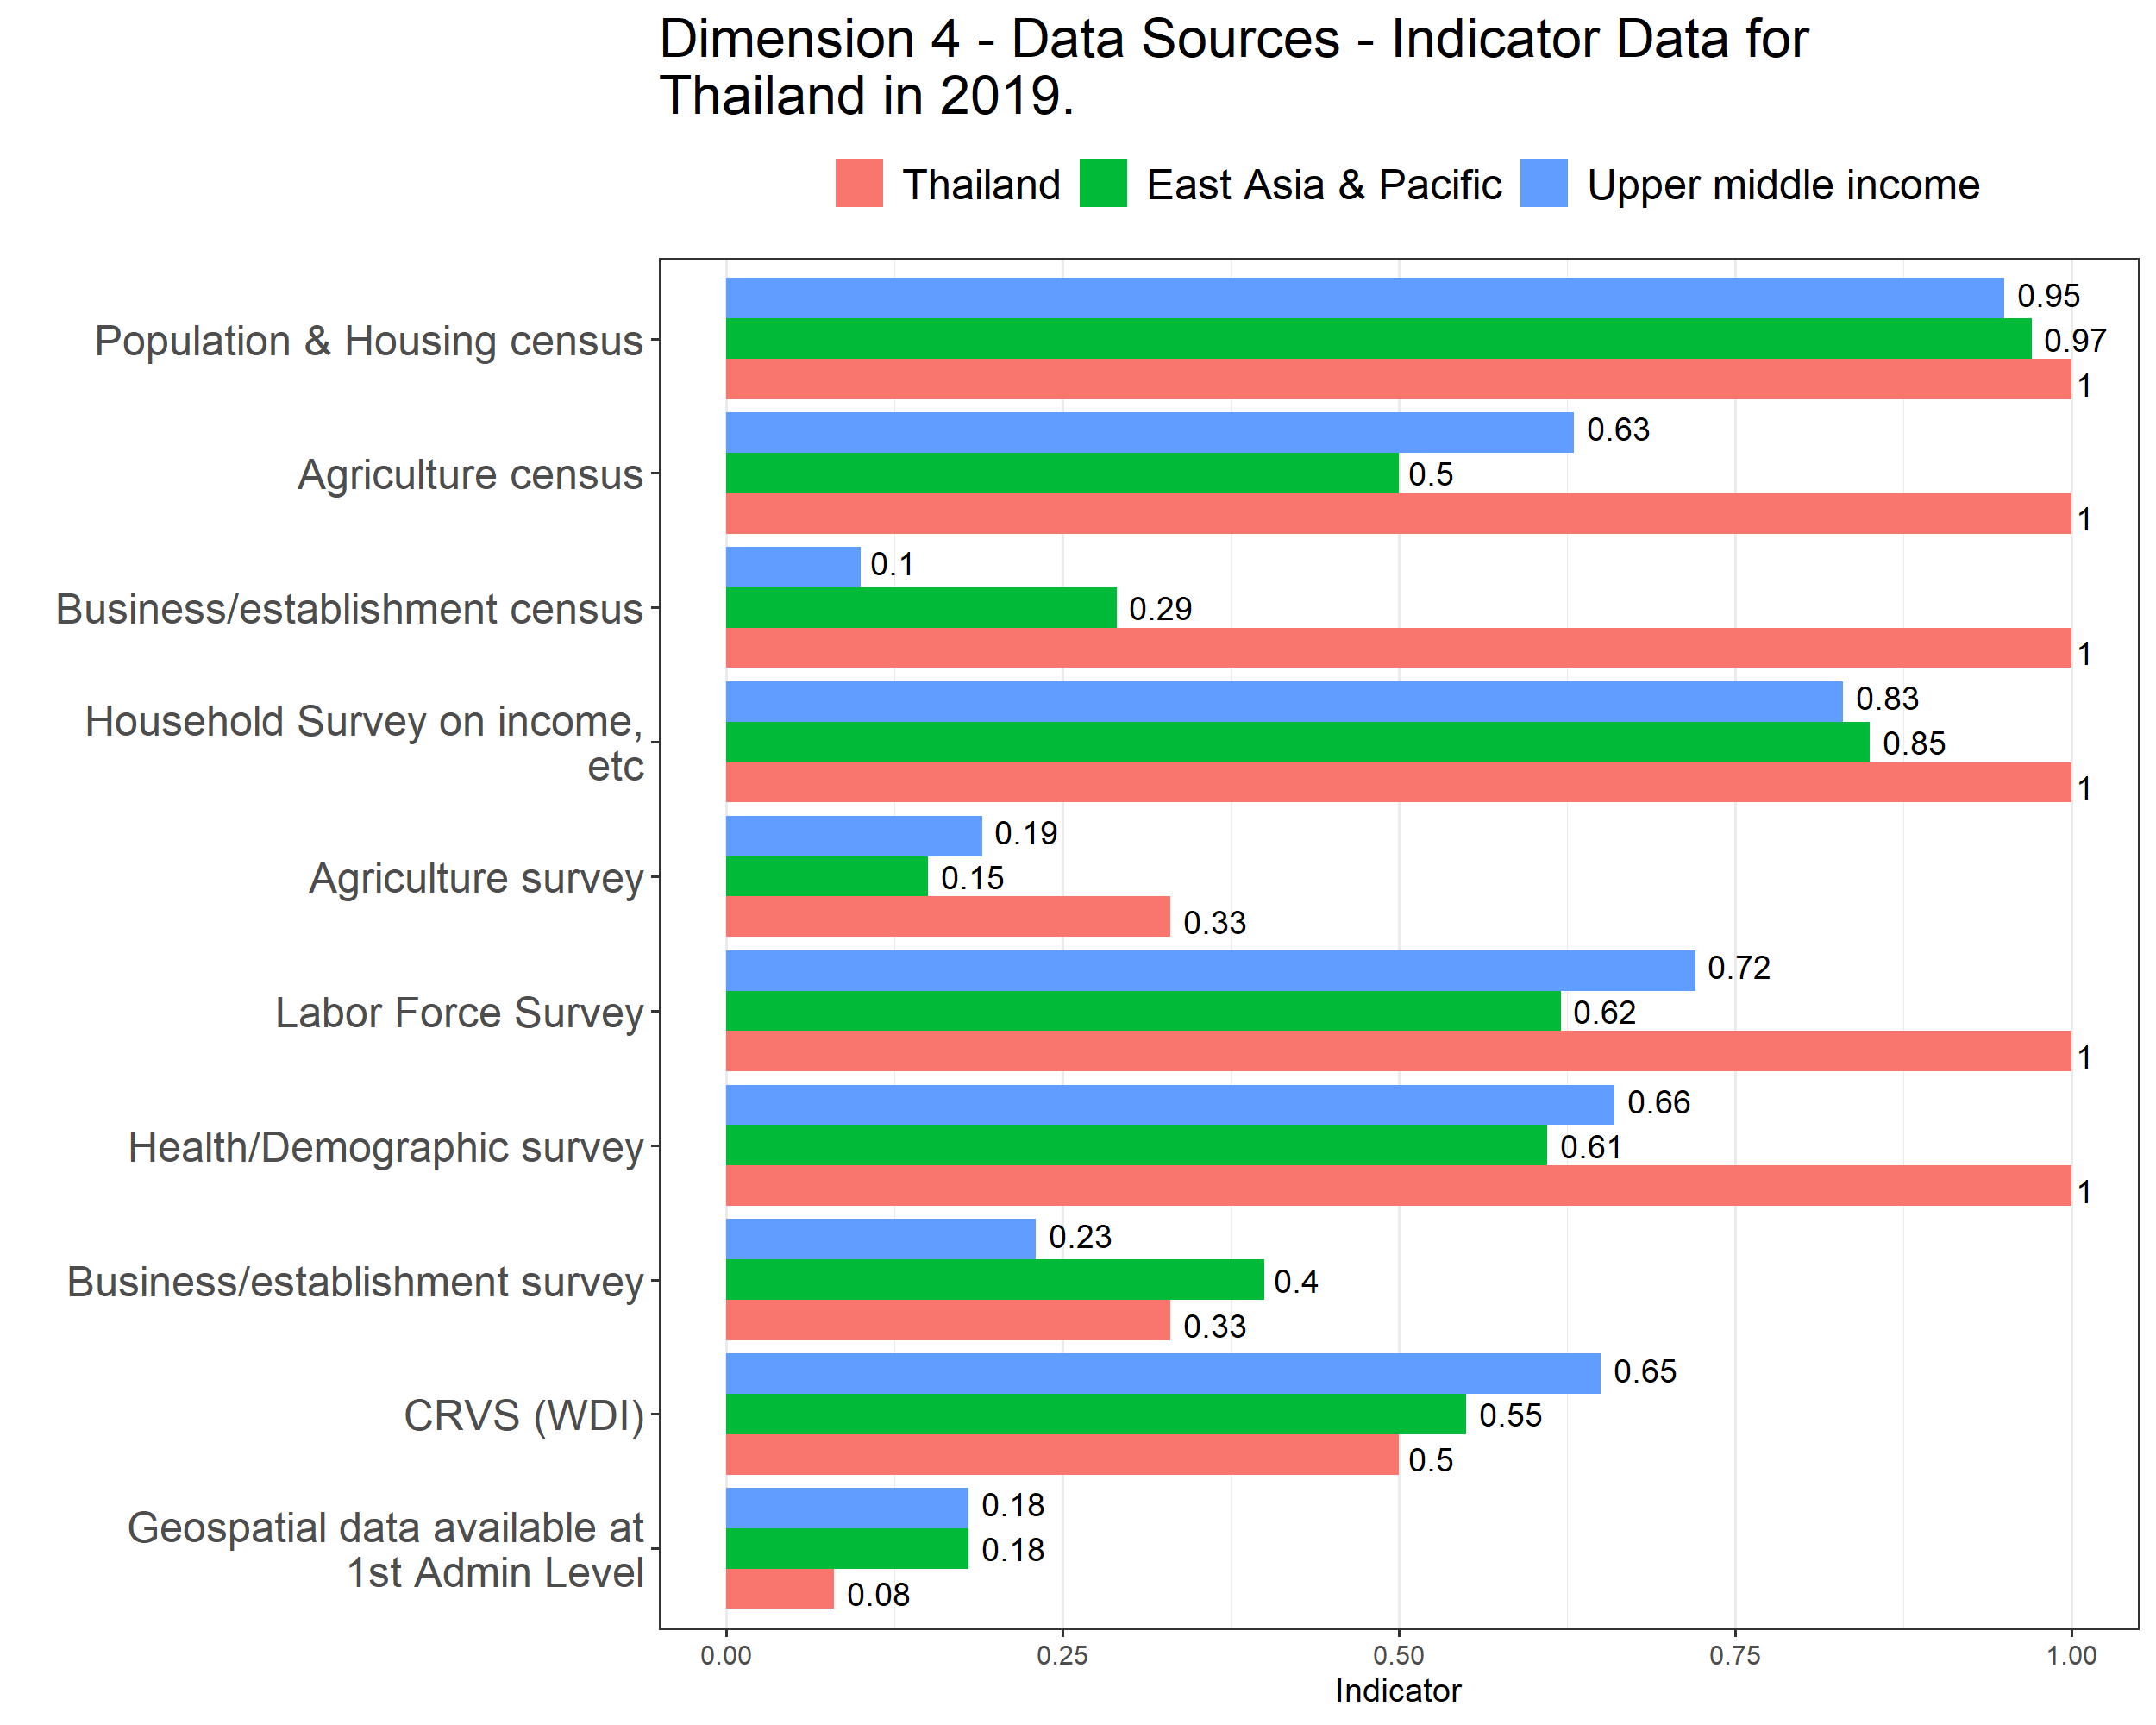 Dimension 4 - Data Sources - Indicator Data for
Thailand in 2019.
Thailand
East Asia & Pacific
Upper middle income
Population & Housing census
0.95
0.97
1
Agriculture census
0.63
0.5
1
Business/establishment census
0.1
0.29
1
Household Survey on income,
etc
0.83
0.85
1
Agriculture survey
0.19
0.15
0.33
Labor Force Survey
0.72
0.62
1
Health/Demographic survey
0.66
0.61
1
Business/establishment survey
0.23
0.4
0.33
CRVS (WDI)
0.65
0.55
0.5
Geospatial data available at
1st Admin Level
0.18
0.18
0.08
0.00
0.25
0.50
0.75
1.00
Indicator